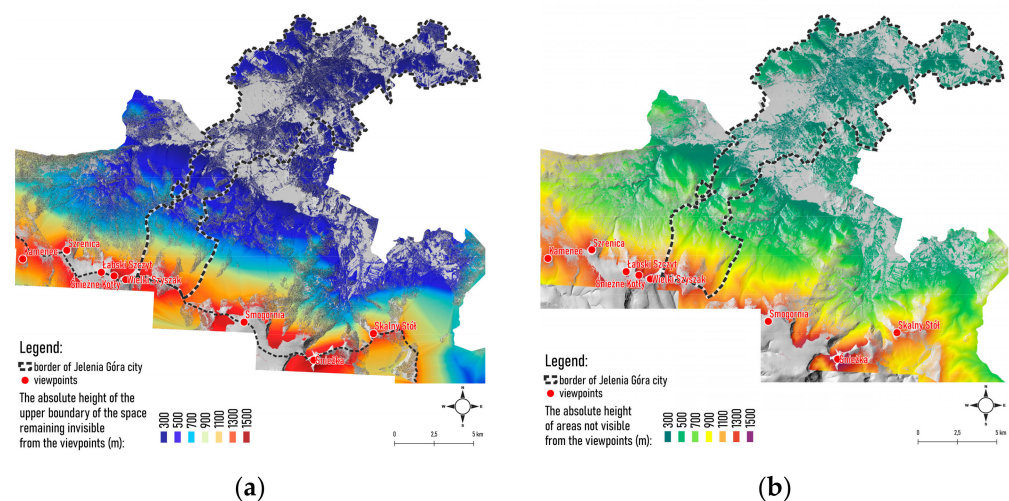 Szrenica
Kamenec
Łabski Szczyt
Śnieżne Kotły
Wielki Szyszak
Smogornia
Skalny Stół
Śnieżka
Legend:
border of Jelenia Góra city
viewpoints
The absolute height of the
upper boundary of the space
remaining invisible
from the viewpoints (m):
300
500
700
900
1100
1300
1500
N
W
E
S
0
2,5
5 km
(a)
Szrenica
Kamenec
Łabski Szczyt
Śnieżne Kotły
Wielki Szyszak
Smogornia
Skalny Stół
Śnieżka
Legend:
border of Jelenia Góra city
viewpoints
The absolute height
of areas not visible
from the viewpoints (m):
300
500
700
900
1100
1300
1500
N
W
E
S
0
2,5
5 km
(b)